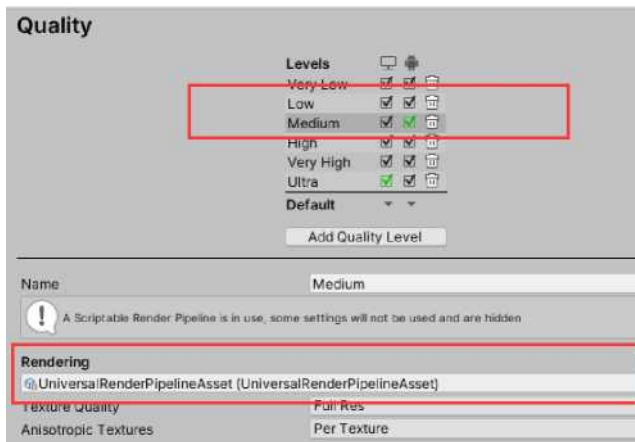 Quality
Levels
Very Low
Low
Medium
High
Very High
Ultra
Default
Add Quality Level
Name Medium
A Scriptable Render Pipeline is in use, some settings will not be used and are hidden
Rendering
UniversalRenderPipelineAsset (UniversalRenderPipelineAsset)
Texture Quality Full Res
Anisotropic Textures Per Texture